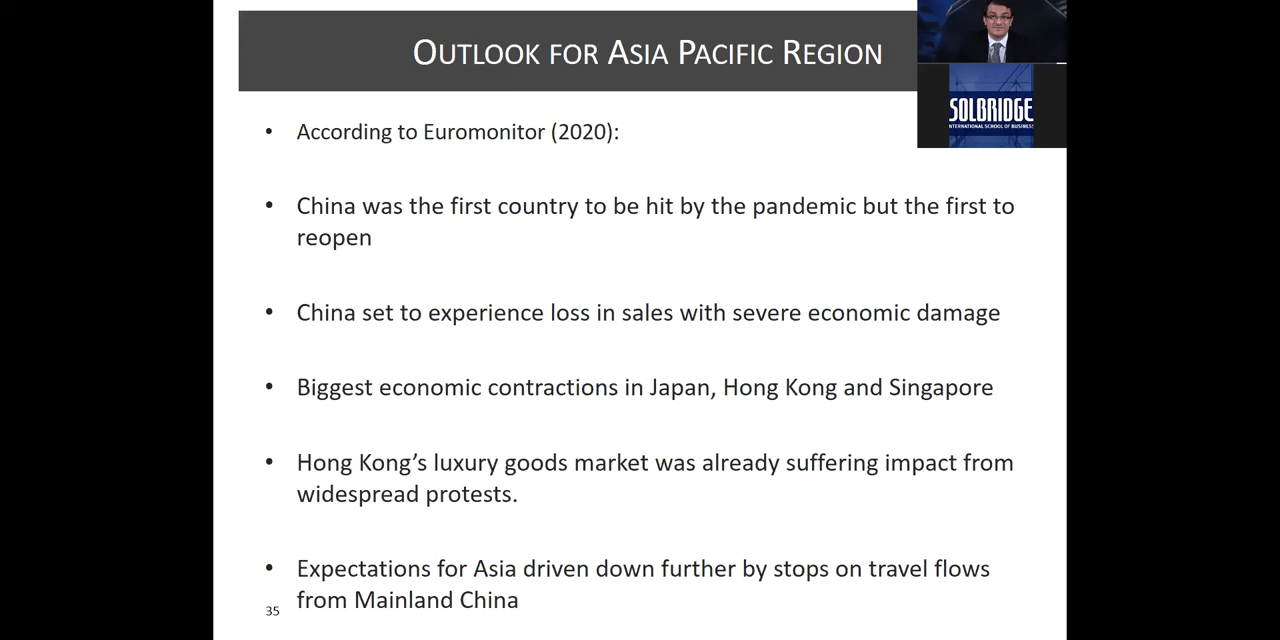 OUTLOOK FOR ASIA PACIFIC REGION
SOLBRIDGE
INTERNATIONAL SCHOOL OF BUSINESS
• According to Euromonitor (2020):
• China was the first country to be hit by the pandemic but the first to
reopen
• China set to experience loss in sales with severe economic damage
• Biggest economic contractions in Japan, Hong Kong and Singapore
• Hong Kong’s luxury goods market was already suffering impact from
widespread protests.
• Expectations for Asia driven down further by stops on travel flows
from Mainland China
35